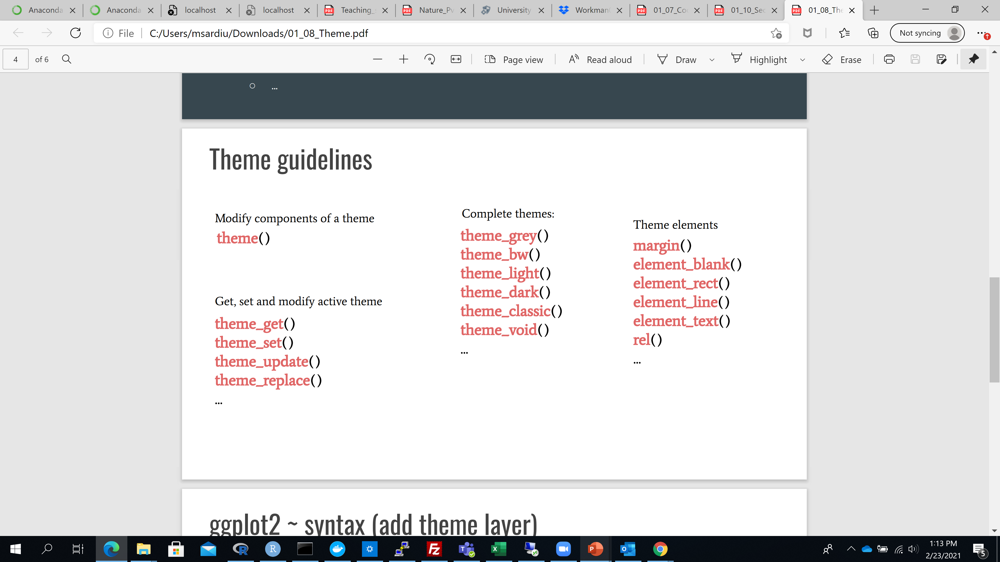 Anaconda
Anaconda
localhost
localhost
Teaching_s
Nature_Pv
University
Workman
01_07_Co
01_10_Sec
01_08_The
File
C:/Users/msardiu/Downloads/01_08_Theme.pdf
Not syncing
4 of 6
Page view
Read aloud
Draw
Highlight
Erase
...
Theme guidelines
Modify components of a theme
theme()
Get, set and modify active theme
theme_get()
theme_set()
theme_update()
theme_replace()
...
Complete themes:
theme_grey()
theme_bw()
theme_light()
theme_dark()
theme_classic()
theme_void()
...
Theme elements
margin()
element_blank()
element_rect()
element_line()
element_text()
rel()
...
ggplot2 ~ syntax (add theme layer)
1:13 PM
2/23/2021
5